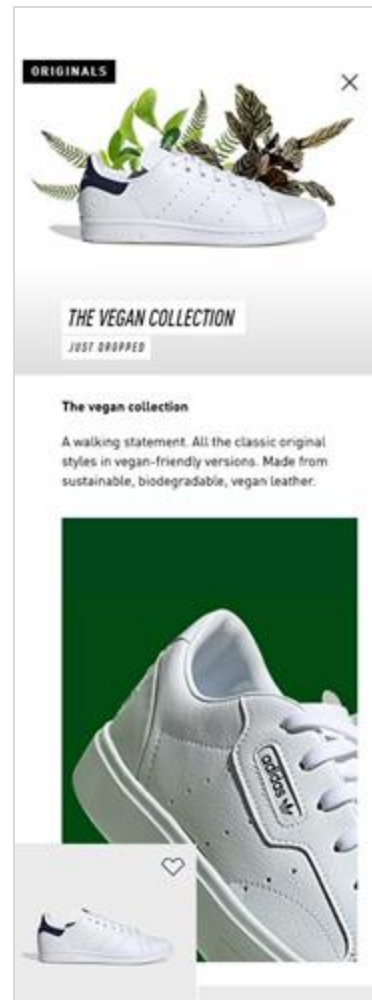 ORIGINALS
THE VEGAN COLLECTION
JUST DROPPED
The vegan collection
A walking statement. All the classic original
styles in vegan-friendly versions. Made from
sustainable, biodegradable, vegan leather.
adidas